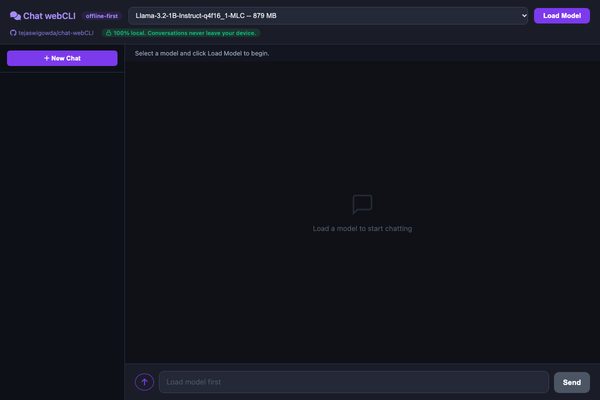 Chat webCLI offline-first
Llama-3.2-1B-Instruct-q4f16_1-MLC — 879 MB
Load Model
tejaswigowda/chat-webCLI
100% local. Conversations never leave your device.
+ New Chat
Select a model and click Load Model to begin.
Load a model to start chatting
Load model first
Send